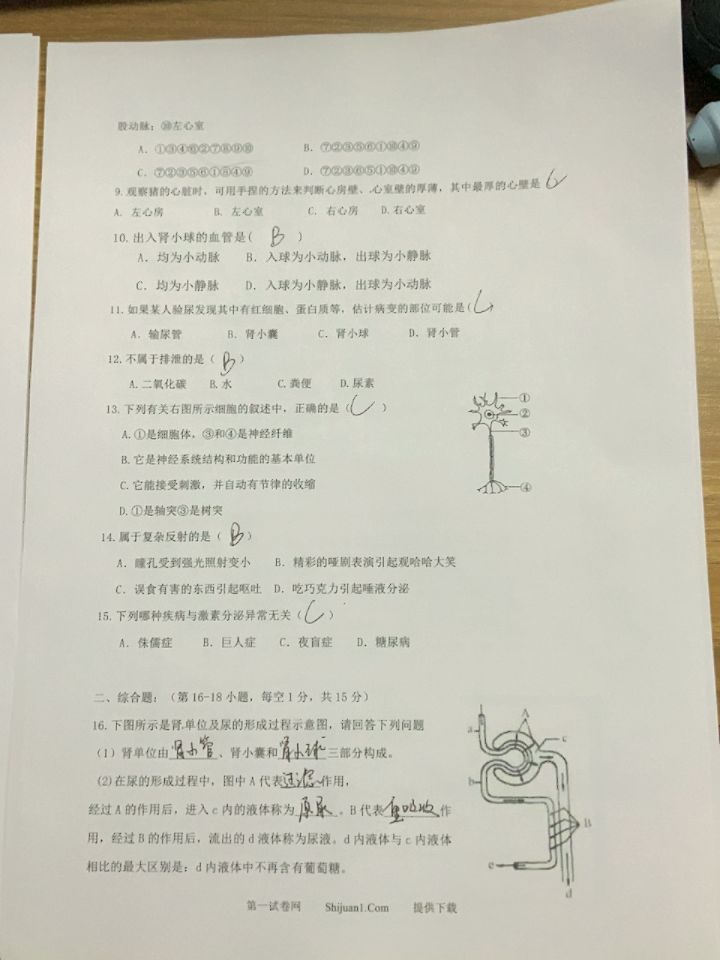 股动脉；⑩左心室
A．①③④⑥②⑦⑧⑨⑩ B．⑦②③⑤⑥①⑩④⑨
C．⑦②③⑤⑥①⑤④⑨ D．⑦②③⑥⑤①⑩④⑨
9.观察猪的心脏时，可用手捏的方法来判断心房壁、心室壁的厚薄，其中最厚的心壁是
A．左心房 B．左心室 C．右心房 D.右心室
10.出入肾小球的血管是( B )
A．均为小动脉 B．入球为小动脉，出球为小静脉
C．均为小静脉 D．入球为小静脉，出球为小动脉
11.如果某人验尿发现其中有红细胞、蛋白质等，估计病变的部位可能是( C )
A．输尿管 B．肾小囊 C．肾小球 D．肾小管
12.不属于排泄的是（ B ）
A.二氧化碳 B.水 C.粪便 D.尿素
13.下列有关右图所示细胞的叙述中，正确的是（ C ）
A.①是细胞体，③和④是神经纤维
B.它是神经系统结构和功能的基本单位
C.它能接受刺激，并自动有节律的收缩
D.①是轴突③是树突
①
②
③
④
14.属于复杂反射的是（ B ）
A．瞳孔受到强光照射变小 B．精彩的哑剧表演引起观哈哈大笑
C．误食有害的东西引起呕吐 D．吃巧克力引起唾液分泌
15.下列哪种疾病与激素分泌异常无关（ C ）
A．侏儒症 B．巨人症 C．夜盲症 D．糖尿病
二、综合题：（第16-18小题，每空1分，共15分）
16.下图所示是肾单位及尿的形成过程示意图，请回答下列问题
（1）肾单位由肾小管、肾小囊和肾小球三部分构成。
(2)在尿的形成过程中，图中A代表过滤作用，
经过A的作用后，进入c内的液体称为原尿。B代表重吸收作
用，经过B的作用后，流出的d液体称为尿液。d内液体与c内液体
相比的最大区别是：d内液体中不再含有葡萄糖。
A
a
c
b
B
e
d
第一试卷网 Shijuan1.Com 提供下载